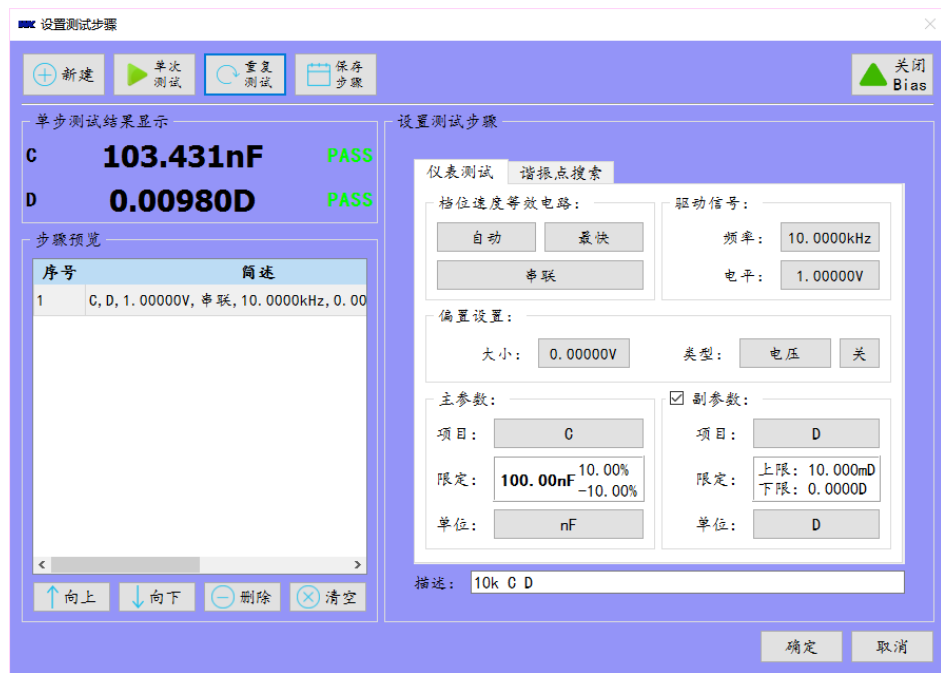 设置测试步骤
新建
单次
测试
重复
测试
保存
步骤
关闭
Bias
单步测试结果显示
C 103.431nF PASS
D 0.00980D PASS
步骤预览
序号 简述
1 C,D,1.00000V,串联,10.0000kHz,0.00
向上 向下 删除 清空
设置测试步骤
仪表测试 谐振点搜索
档位速度等效电路:
自动 最快
串联
驱动信号:
频率: 10.0000kHz
电平: 1.00000V
偏置设置:
大小: 0.00000V 类型: 电压 关
主参数:
项目: C
限定: 100.00nF 10.00%
-10.00%
单位: nF
副参数:
项目: D
限定: 上限: 10.000mD
下限: 0.0000D
单位: D
描述: 10k C D
确定 取消